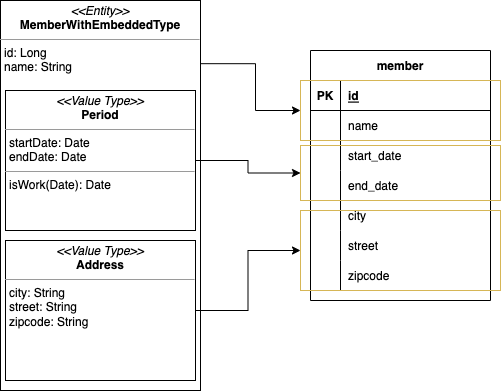 <<Entity>>
MemberWithEmbeddedType
id: Long
name: String
<<Value Type>>
Period
startDate: Date
endDate: Date
isWork(Date): Date
<<Value Type>>
Address
city: String
street: String
zipcode: String
member
PK id
name
start_date
end_date
city
street
zipcode